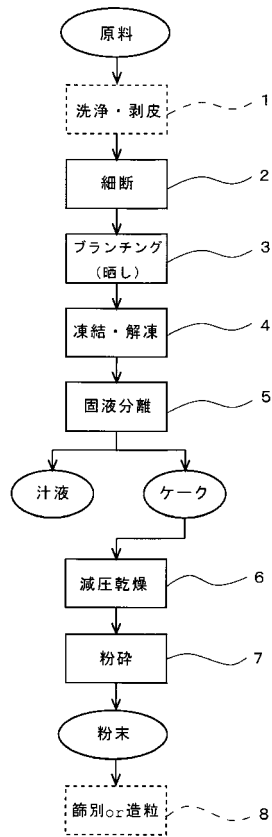 原料
洗浄・剥皮
1
細断
2
ブランチング
(晒し)
3
凍結・解凍
4
固液分離
5
汁液
ケーク
減圧乾燥
6
粉砕
7
粉末
篩別or造粒
8